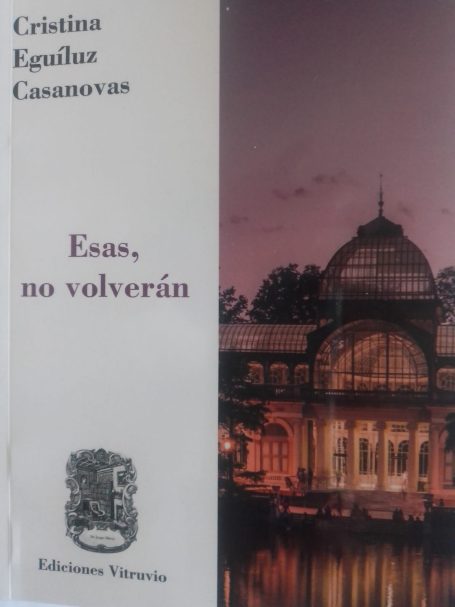 Cristina
Eguíluz
Casanovas
Esas,
no volverán
Ediciones Vitruvio